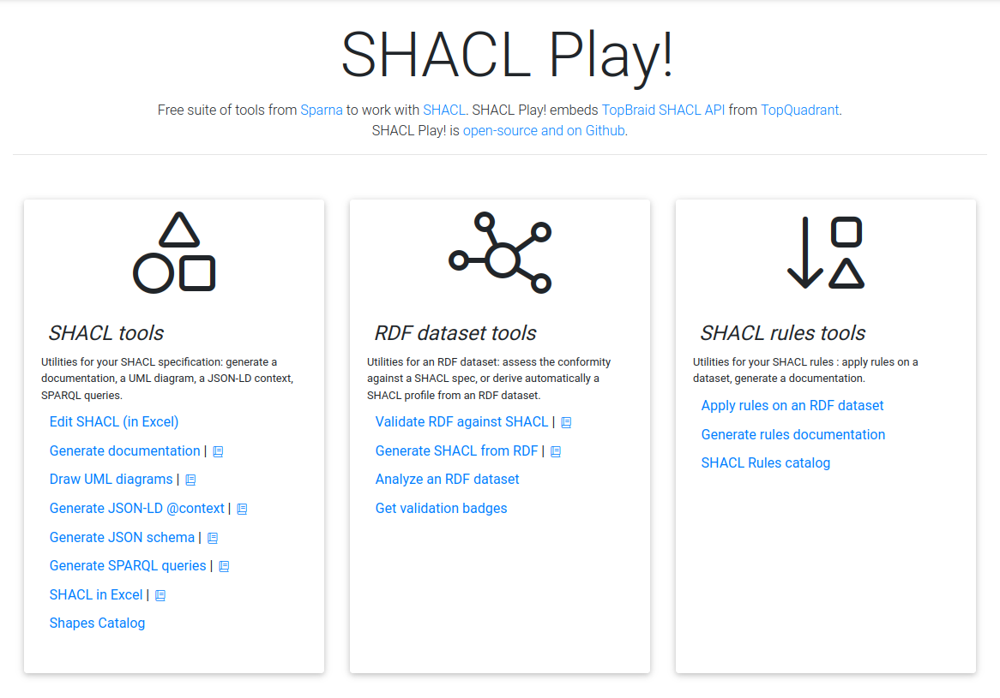 SHACL Play!
Free suite of tools from Sparna to work with SHACL. SHACL Play! embeds TopBraid SHACL API from TopQuadrant.
SHACL Play! is open-source and on Github.
SHACL tools
Utilities for your SHACL specification: generate a
documentation, a UML diagram, a JSON-LD context,
SPARQL queries.
Edit SHACL (in Excel)
Generate documentation |
Draw UML diagrams |
Generate JSON-LD @context |
Generate JSON schema |
Generate SPARQL queries |
SHACL in Excel |
Shapes Catalog
RDF dataset tools
Utilities for an RDF dataset: assess the conformity
against a SHACL spec, or derive automatically a
SHACL profile from an RDF dataset.
Validate RDF against SHACL |
Generate SHACL from RDF |
Analyze an RDF dataset
Get validation badges
SHACL rules tools
Utilities for your SHACL rules : apply rules on a
dataset, generate a documentation.
Apply rules on an RDF dataset
Generate rules documentation
SHACL Rules catalog